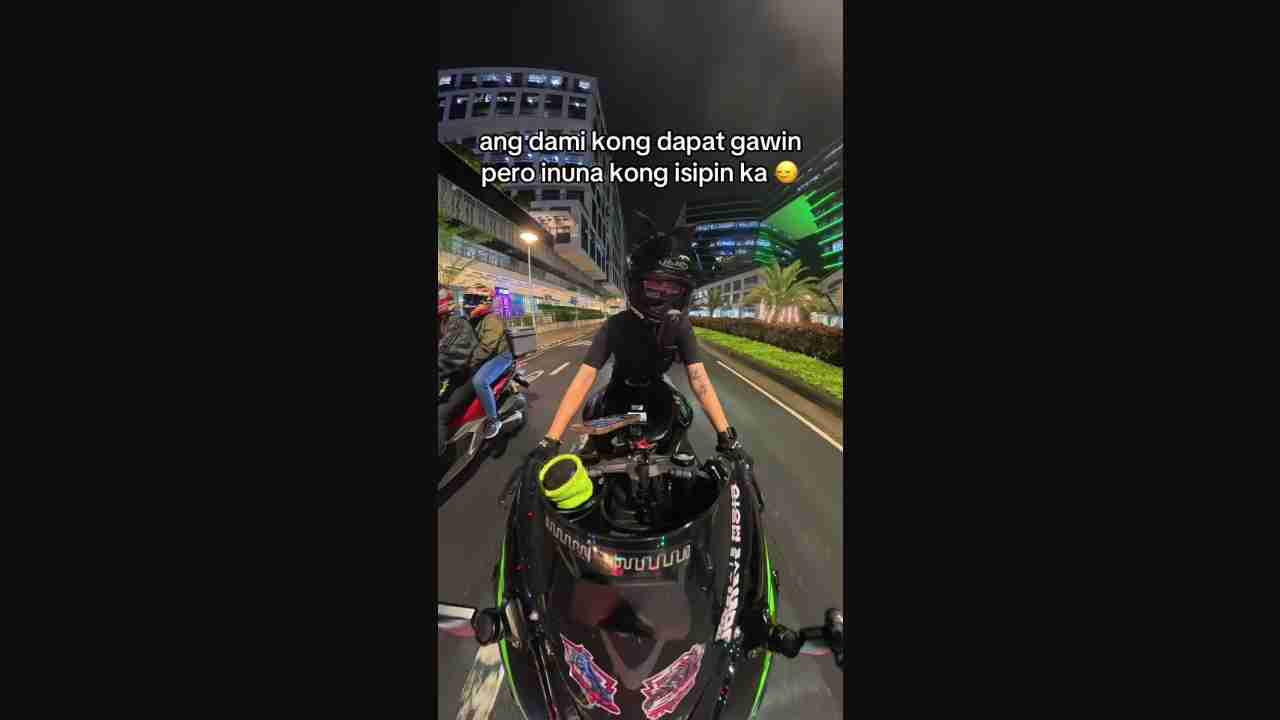 ang dami kong dapat gawin
pero inuna kong isipin ka 😌